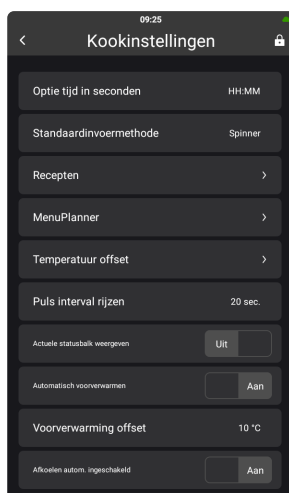 09:25
Kookinstellingen
Optie tijd in seconden HH:MM
Standaardinvoermethode Spinner
Recepten
MenuPlanner
Temperatuur offset
Puls interval rijzen 20 sec.
Actuele statusbalk weergeven Uit
Automatisch voorverwarmen Aan
Voorverwarming offset 10 °C
Afkoelen autom. ingeschakeld Aan